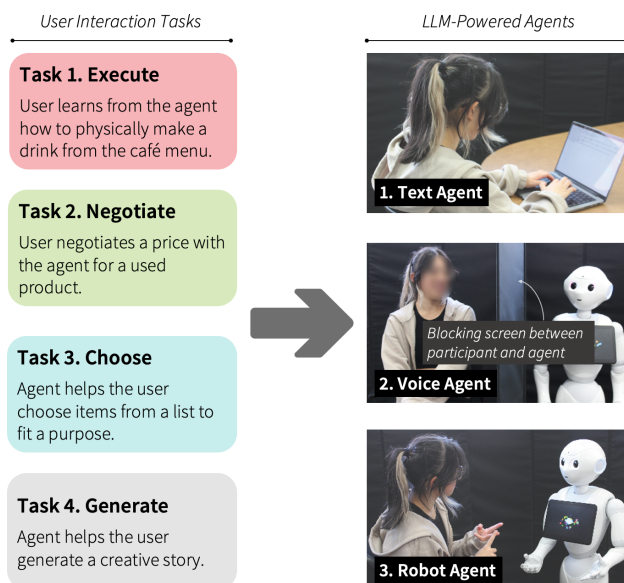 User Interaction Tasks
LLM-Powered Agents
Task 1. Execute
User learns from the agent
how to physically make a
drink from the café menu.
Task 2. Negotiate
User negotiates a price with
the agent for a used
product.
Task 3. Choose
Agent helps the user
choose items from a list to
fit a purpose.
Task 4. Generate
Agent helps the user
generate a creative story.
1. Text Agent
Blocking screen between
participant and agent
2. Voice Agent
3. Robot Agent